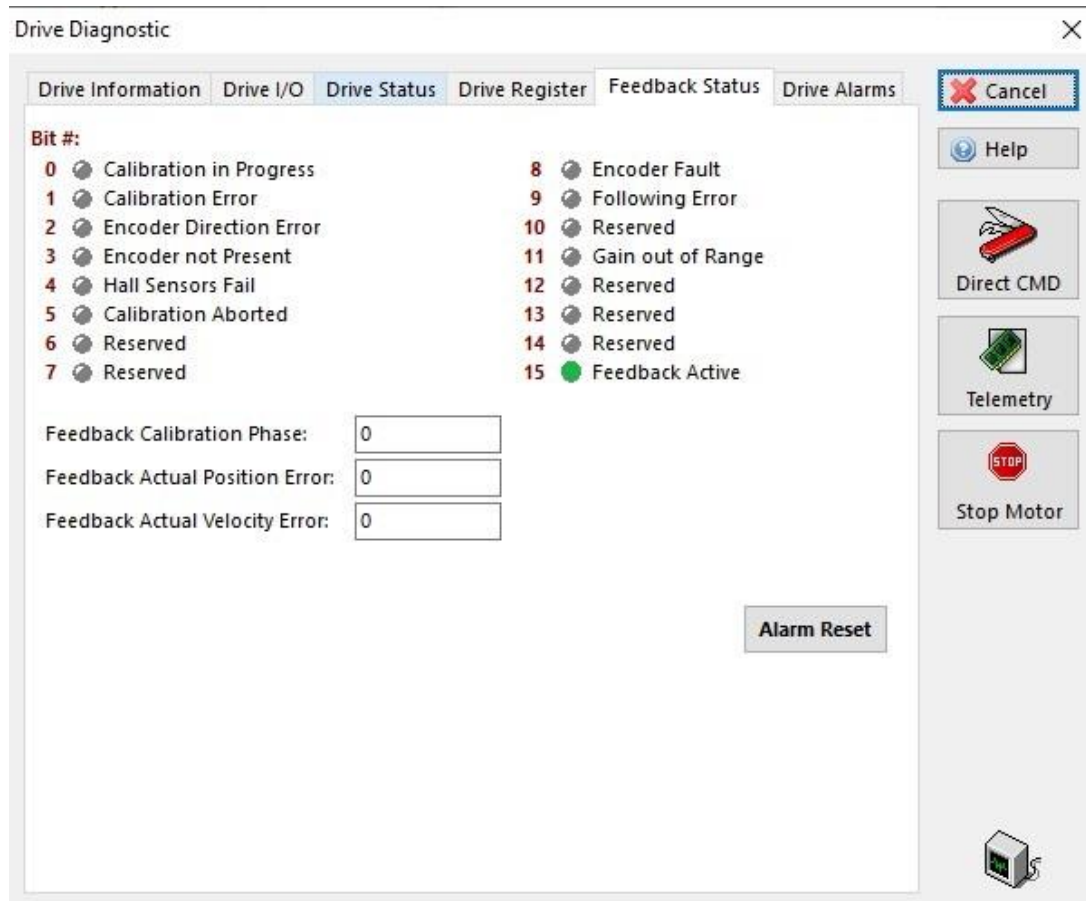 Drive Diagnostic
Drive Information Drive I/O Drive Status Drive Register Feedback Status Drive Alarms
Bit #:
0 Calibration in Progress
1 Calibration Error
2 Encoder Direction Error
3 Encoder not Present
4 Hall Sensors Fail
5 Calibration Aborted
6 Reserved
7 Reserved
8 Encoder Fault
9 Following Error
10 Reserved
11 Gain out of Range
12 Reserved
13 Reserved
14 Reserved
15 Feedback Active
Feedback Calibration Phase: 0
Feedback Actual Position Error: 0
Feedback Actual Velocity Error: 0
Alarm Reset
Cancel
Help
Direct CMD
Telemetry
STOP
Stop Motor